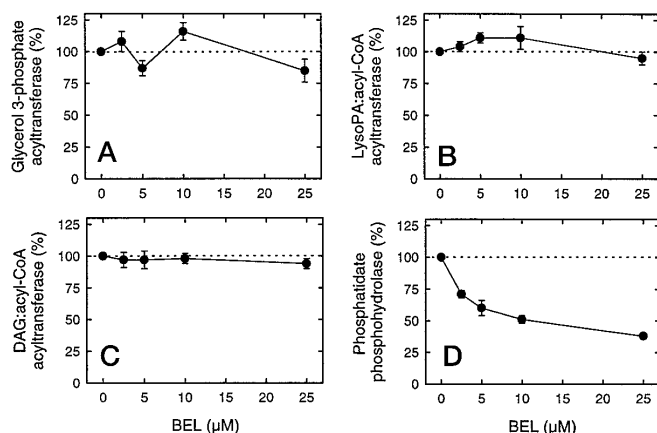 Glycerol 3-phosphate
acyltransferase (%)
125
100
75
50
25
0
A
0 5 10 15 20 25
LysoPA:acyl-CoA
acyltransferase (%)
125
100
75
50
25
0
B
0 5 10 15 20 25
DAG:acyl-CoA
acyltransferase (%)
125
100
75
50
25
0
C
0 5 10 15 20 25
BEL (µM)
Phosphatidate
phosphohydrolase (%)
125
100
75
50
25
0
D
0 5 10 15 20 25
BEL (µM)